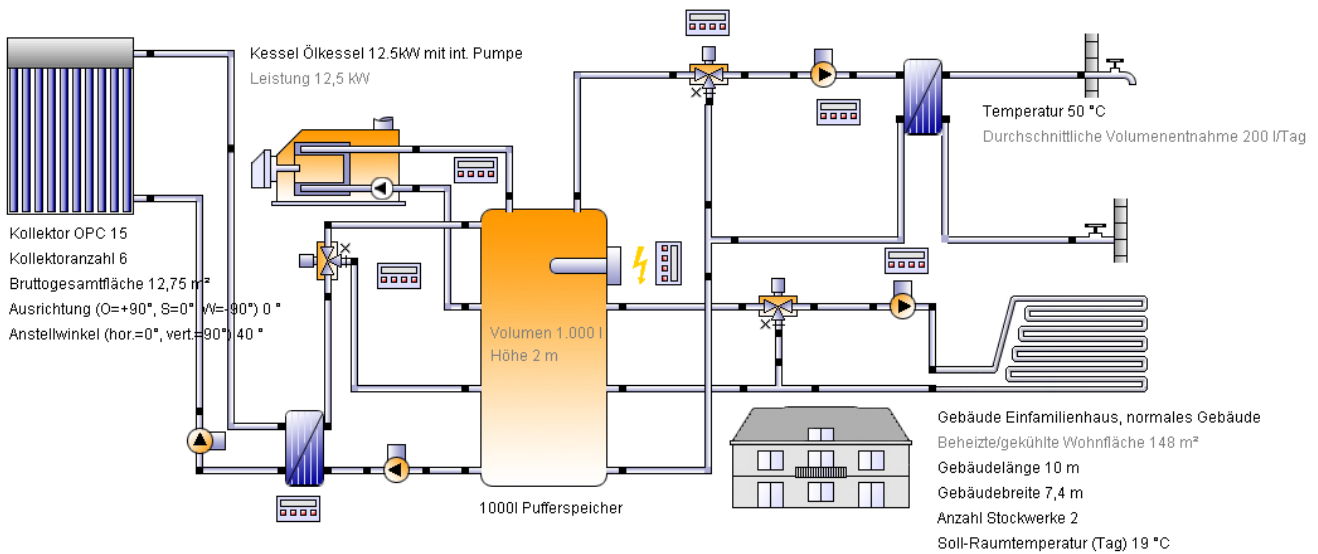 Kessel Ölkessel 12.5kW mit int. Pumpe
Leistung 12,5 kW
Temperatur 50 °C
Durchschnittliche Volumenentnahme 200 l/Tag
Kollektor OPC 15
Kollektoranzahl 6
Bruttogesamtfläche 12,75 m²
Ausrichtung (O=+90°, S=0°, W=-90°) 0 °
Anstellwinkel (hor.=0°, vert.=90°) 40 °
Volumen 1.000 l
Höhe 2 m
1000l Pufferspeicher
Gebäude Einfamilienhaus, normales Gebäude
Beheizte/gekühlte Wohnfläche 148 m²
Gebäudelänge 10 m
Gebäudebreite 7,4 m
Anzahl Stockwerke 2
Soll-Raumtemperatur (Tag) 19 °C